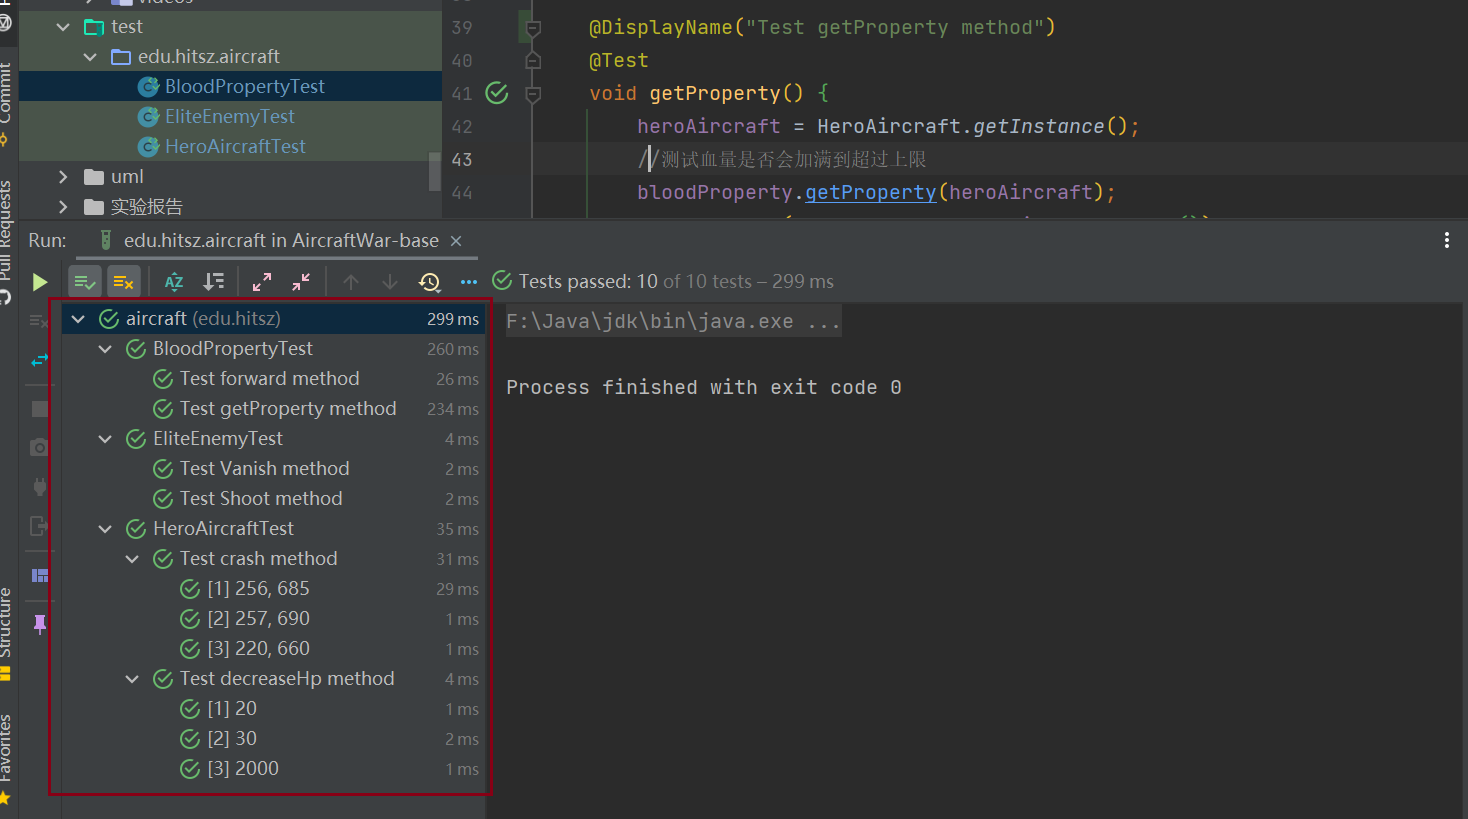 videos
test
edu.hitsz.aircraft
BloodPropertyTest
EliteEnemyTest
HeroAircraftTest
uml
实验报告
Commit
Pull Requests
Structure
Favorites
39 @DisplayName("Test getProperty method")
40 @Test
41 void getProperty() {
42 heroAircraft = HeroAircraft.getInstance();
43 //测试血量是否会加满到超过上限
44 bloodProperty.getProperty(heroAircraft);
Run: edu.hitsz.aircraft in AircraftWar-base ×
Tests passed: 10 of 10 tests – 299 ms
aircraft (edu.hitsz) 299 ms
BloodPropertyTest 260 ms
Test forward method 26 ms
Test getProperty method 234 ms
EliteEnemyTest 4 ms
Test Vanish method 2 ms
Test Shoot method 2 ms
HeroAircraftTest 35 ms
Test crash method 31 ms
[1] 256, 685 29 ms
[2] 257, 690 1 ms
[3] 220, 660 1 ms
Test decreaseHp method 4 ms
[1] 20 1 ms
[2] 30 2 ms
[3] 2000 1 ms
F:\Java\jdk\bin\java.exe ...
Process finished with exit code 0